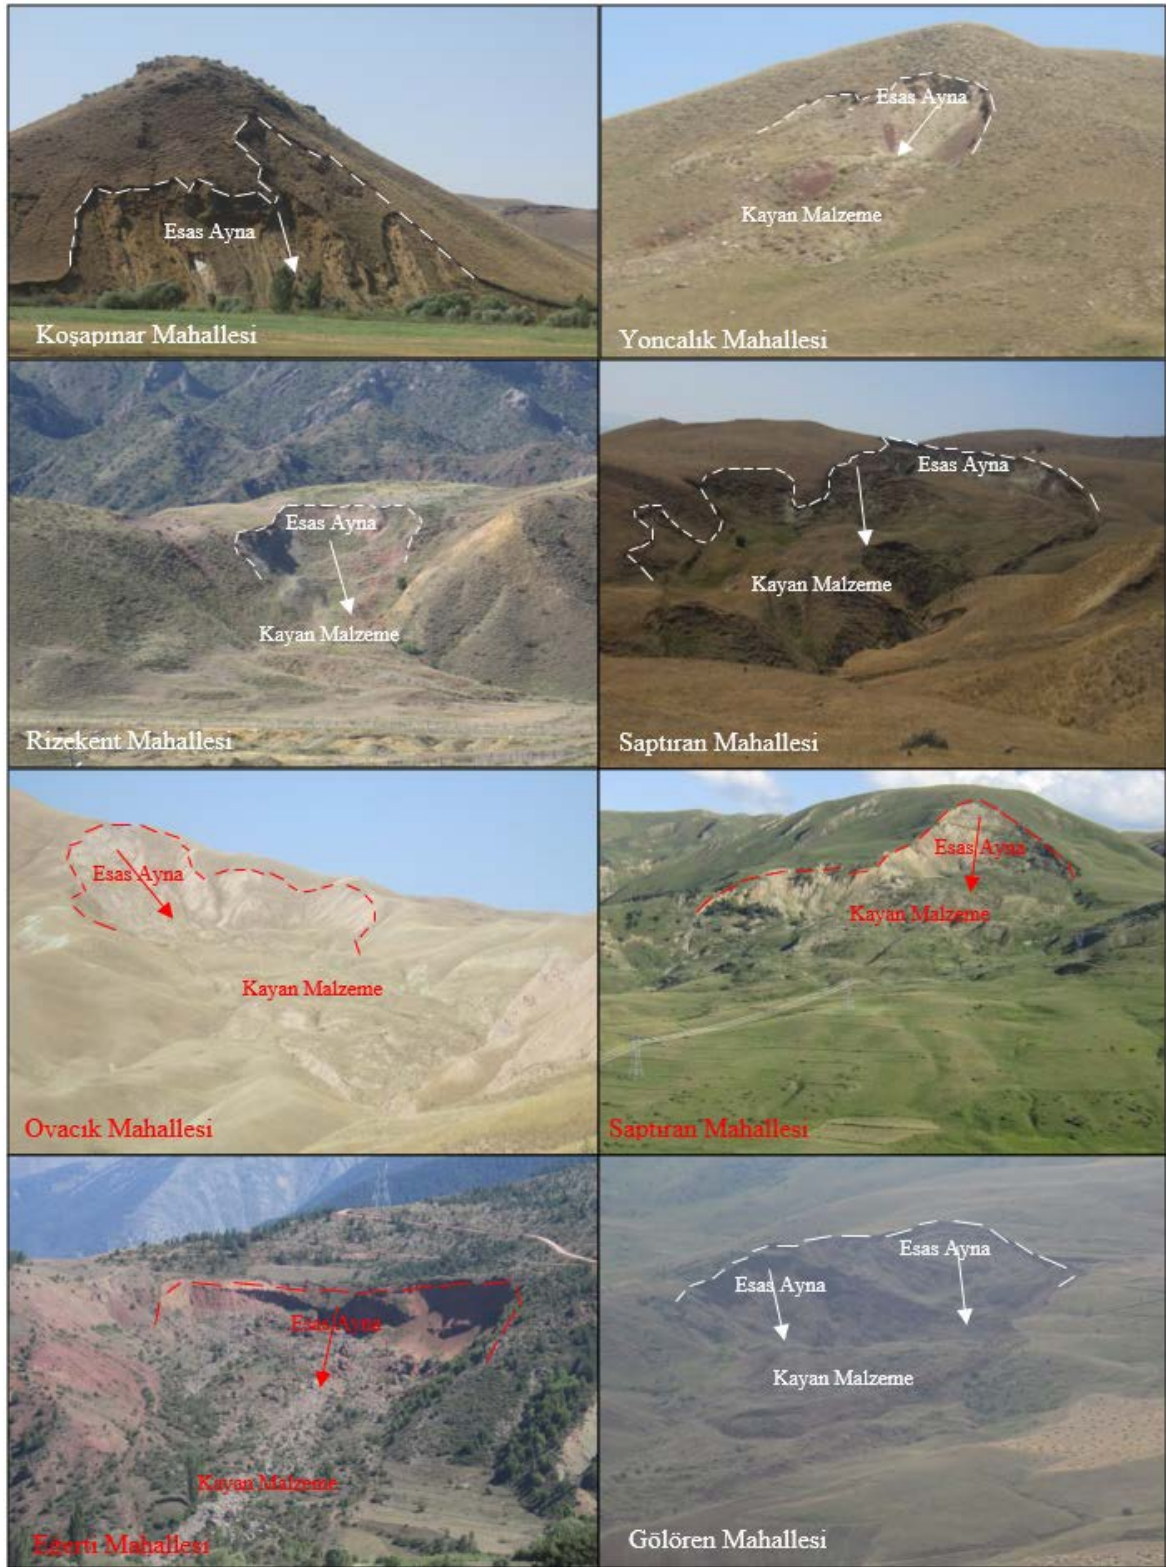 Esas Ayna
Koşapınar Mahallesi
Esas Ayna
Kayan Malzeme
Yoncalık Mahallesi
Esas Ayna
Kayan Malzeme
Rizekent Mahallesi
Esas Ayna
Kayan Malzeme
Saptıran Mahallesi
Esas Ayna
Kayan Malzeme
Ovacık Mahallesi
Esas Ayna
Kayan Malzeme
Saptıran Mahallesi
Esas Ayna
Kayan Malzeme
Eğerti Mahallesi
Esas Ayna
Esas Ayna
Kayan Malzeme
Gölören Mahallesi